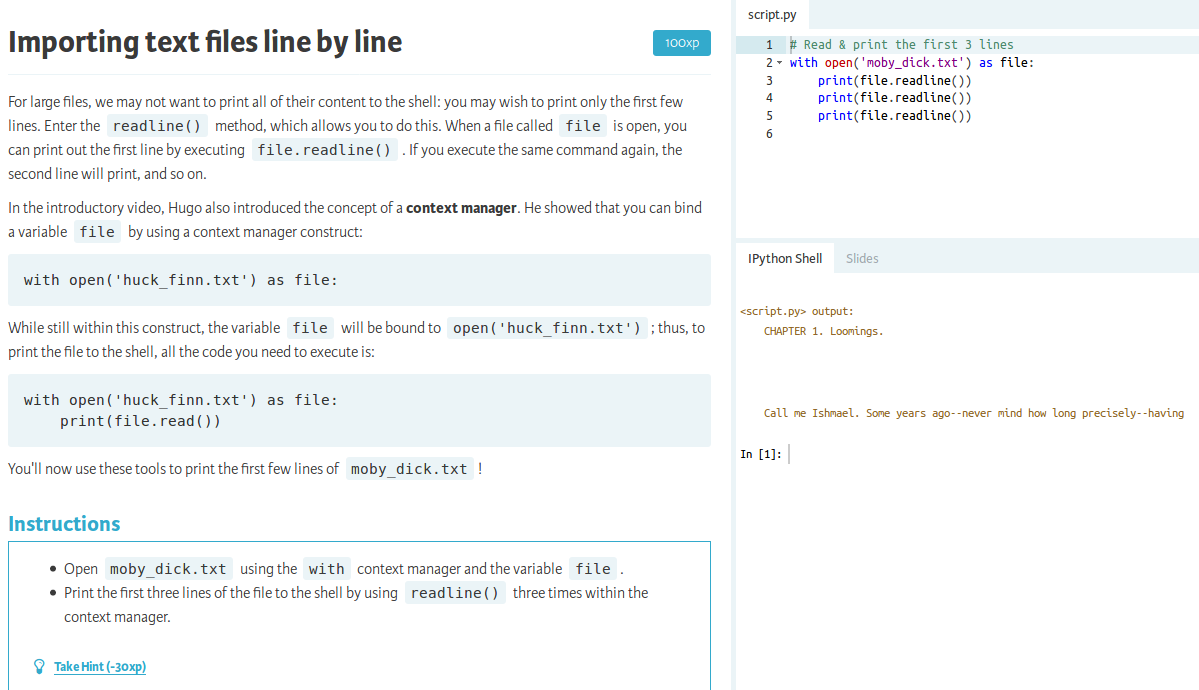 Importing text files line by line
100xp
For large files, we may not want to print all of their content to the shell: you may wish to print only the first few
lines. Enter the readline() method, which allows you to do this. When a file called file is open, you
can print out the first line by executing file.readline() . If you execute the same command again, the
second line will print, and so on.
In the introductory video, Hugo also introduced the concept of a context manager. He showed that you can bind
a variable file by using a context manager construct:
with open('huck_finn.txt') as file:
While still within this construct, the variable file will be bound to open('huck_finn.txt') ; thus, to
print the file to the shell, all the code you need to execute is:
with open('huck_finn.txt') as file:
    print(file.read())
You'll now use these tools to print the first few lines of moby_dick.txt !
Instructions
• Open moby_dick.txt using the with context manager and the variable file .
• Print the first three lines of the file to the shell by using readline() three times within the
context manager.
Take Hint (-30xp)
script.py
1 # Read & print the first 3 lines
2 with open('moby_dick.txt') as file:
3     print(file.readline())
4     print(file.readline())
5     print(file.readline())
6
IPython Shell Slides
<script.py> output:
    CHAPTER 1. Loomings.
    Call me Ishmael. Some years ago--never mind how long precisely--having
In [1]: